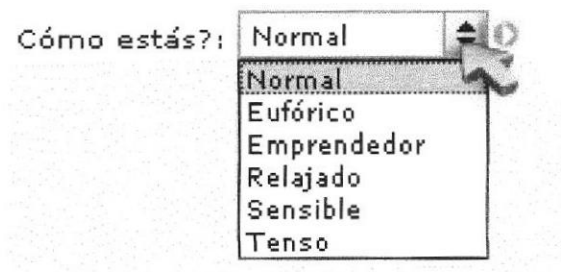 Cómo estás?: Normal
Normal
Eufórico
Emprendedor
Relajado
Sensible
Tenso